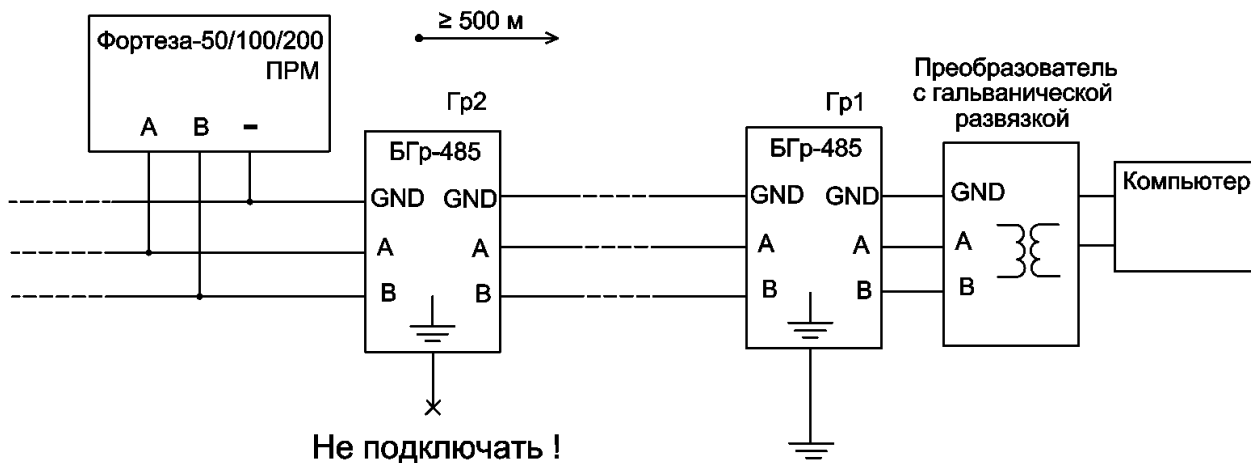 Фортеза-50/100/200
ПРМ
А В -
≥ 500 м
Гр2
БГр-485
GND GND
А А
В В
Не подключать !
Гр1
БГр-485
GND GND
А А
В В
Преобразователь
с гальванической
развязкой
GND
А
В
Компьютер